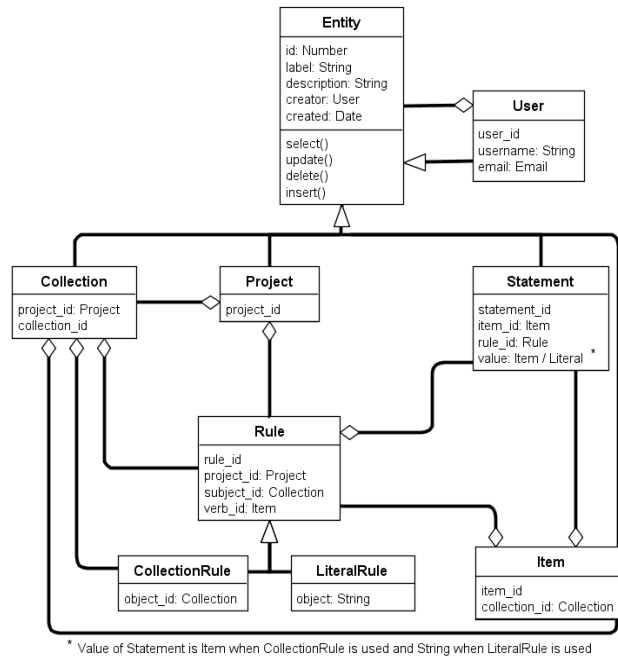 Entity
id: Number
label: String
description: String
creator: User
created: Date
select()
update()
delete()
insert()
User
user_id
username: String
email: Email
Collection
project_id: Project
collection_id
Project
project_id
Statement
statement_id
item_id: Item
rule_id: Rule
value: Item / Literal *
Rule
rule_id
project_id: Project
subject_id: Collection
verb_id: Item
CollectionRule
object_id: Collection
LiteralRule
object: String
Item
item_id
collection_id: Collection
* Value of Statement is Item when CollectionRule is used and String when LiteralRule is used